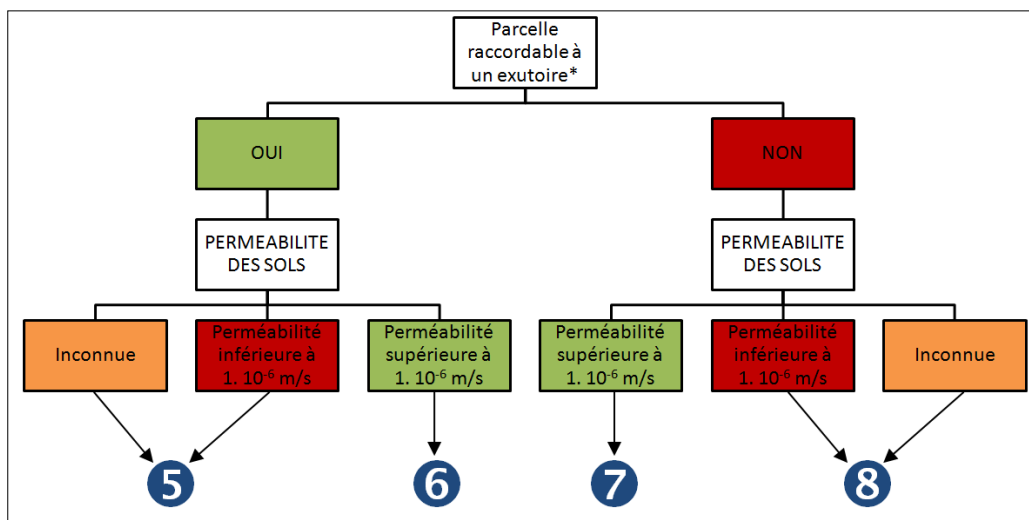 Parcelle
raccordable à
un exutoire*
OUI
NON
PERMEABILITE
DES SOLS
PERMEABILITE
DES SOLS
Inconnue
Perméabilité
inférieure à
1. 10⁻⁶ m/s
Perméabilité
supérieure à
1. 10⁻⁶ m/s
Perméabilité
supérieure à
1. 10⁻⁶ m/s
Perméabilité
inférieure à
1. 10⁻⁶ m/s
Inconnue
5
6
7
8